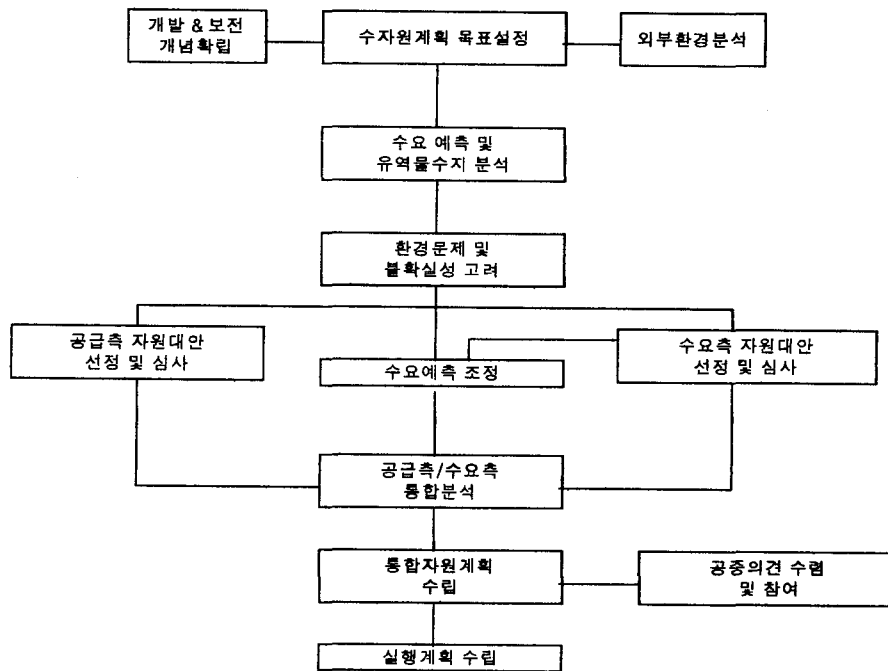 개발 & 보전
개념확립
수자원계획 목표설정
외부환경분석
수요 예측 및
유역물수지 분석
환경문제 및
불확실성 고려
공급측 자원대안
선정 및 심사
수요예측 조정
수요측 자원대안
선정 및 심사
공급측/수요측
통합분석
통합자원계획
수립
공중의견 수렴
및 참여
실행계획 수립